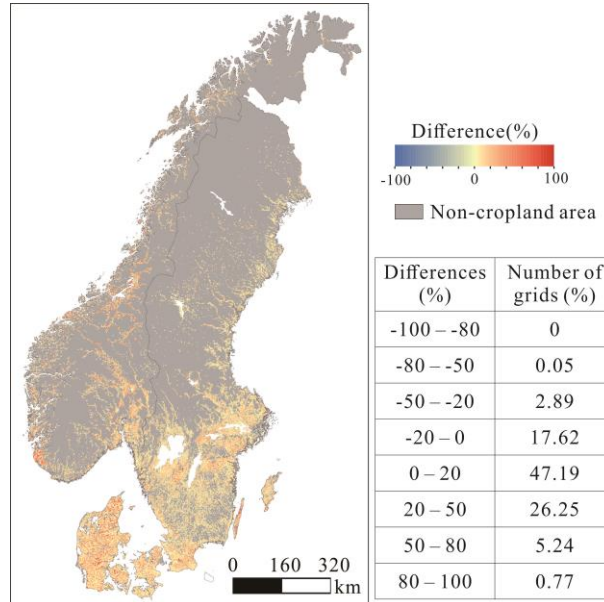 Difference(%)
-100 0 100
Non-cropland area
Differences (%) Number of grids (%)
-100 – -80 0
-80 – -50 0.05
-50 – -20 2.89
-20 – 0 17.62
0 – 20 47.19
20 – 50 26.25
50 – 80 5.24
80 – 100 0.77
0 160 320
km